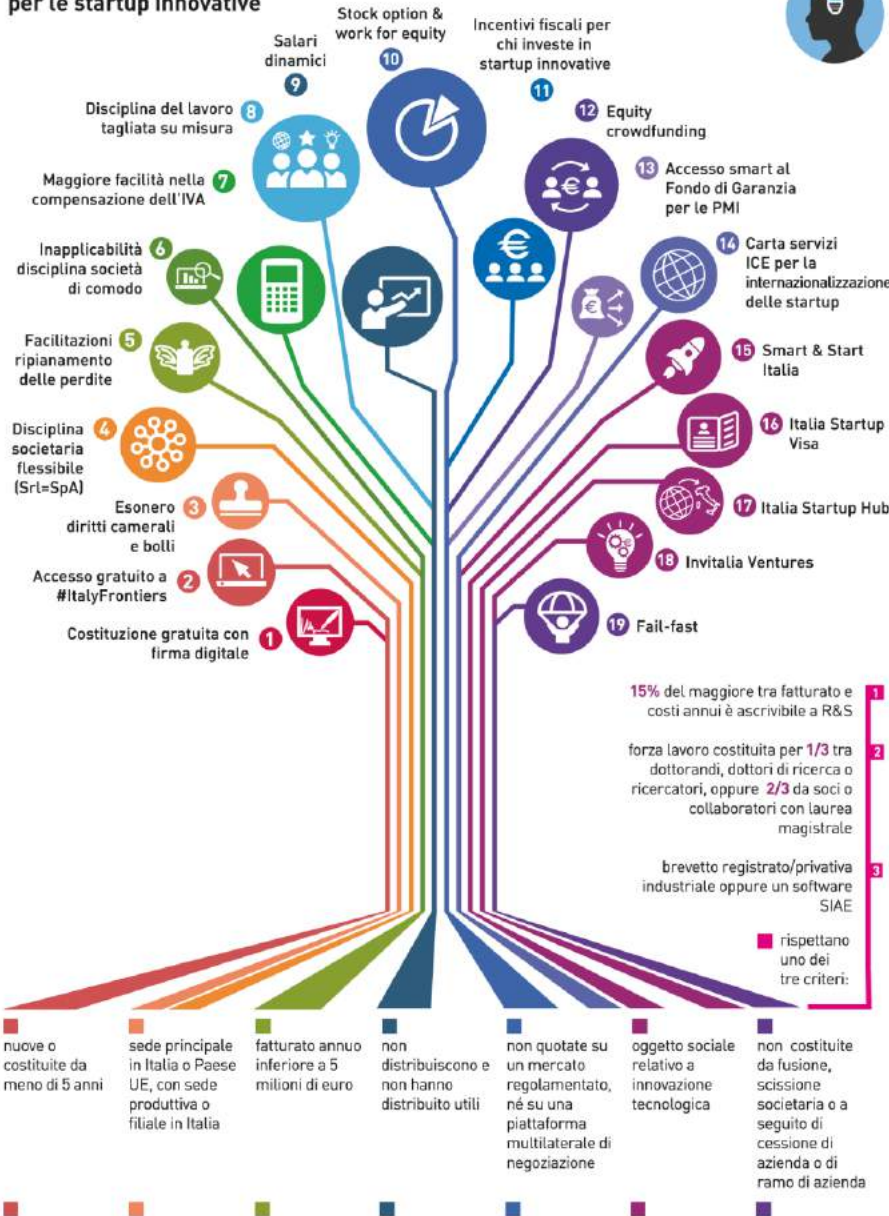 per le startup innovative
Costituzione gratuita con
firma digitale
1
Accesso gratuito a
#ItalyFrontiers
2
Esonero
diritti camerali
e bolli
3
Disciplina
societaria
flessibile
(Srl=SpA)
4
Facilitazioni
ripianamento
delle perdite
5
Inapplicabilità
disciplina società
di comodo
6
Maggiore facilità nella
compensazione dell'IVA
7
Disciplina del lavoro
tagliata su misura
8
Salari
dinamici
9
Stock option &
work for equity
10
Incentivi fiscali per
chi investe in
startup innovative
11
12 Equity
crowdfunding
13 Accesso smart al
Fondo di Garanzia
per le PMI
14 Carta servizi
ICE per la
internazionalizzazione
delle startup
15 Smart & Start
Italia
16 Italia Startup
Visa
17 Italia Startup Hub
18 Invitalia Ventures
19 Fail-fast
€
€
€
15% del maggiore tra fatturato e
costi annui è ascrivibile a R&S
1
forza lavoro costituita per 1/3 tra
dottorandi, dottori di ricerca o
ricercatori, oppure 2/3 da soci o
collaboratori con laurea
magistrale
2
brevetto registrato/privativa
industriale oppure un software
SIAE
3
rispettano
uno dei
tre criteri:
nuove o
costituite da
meno di 5 anni
sede principale
in Italia o Paese
UE, con sede
produttiva o
filiale in Italia
fatturato annuo
inferiore a 5
milioni di euro
non
distribuiscono e
non hanno
distribuito utili
non quotate su
un mercato
regolamentato,
né su una
piattaforma
multilaterale di
negoziazione
oggetto sociale
relativo a
innovazione
tecnologica
non costituite
da fusione,
scissione
societaria o a
seguito di
cessione di
azienda o di
ramo di azienda